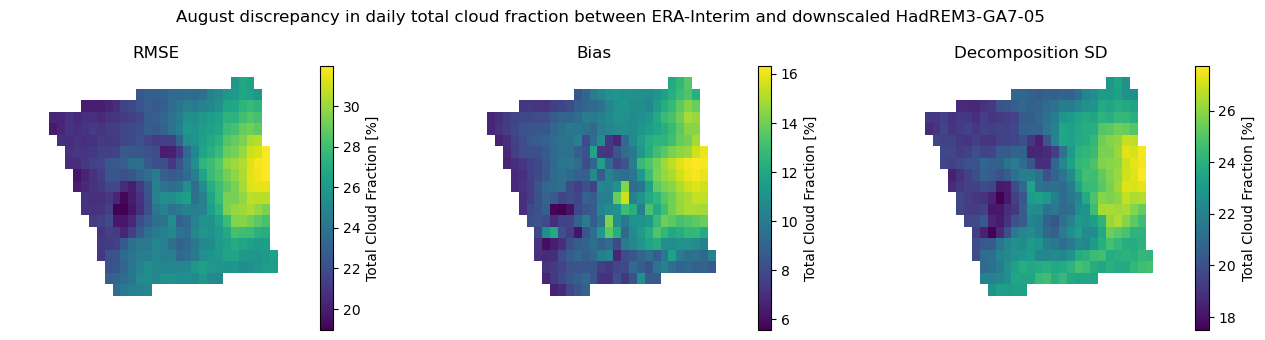 August discrepancy in daily total cloud fraction between ERA-Interim and downscaled HadREM3-GA7-05
RMSE
30
28
26
24
22
20
Total Cloud Fraction [%]
Bias
16
14
12
10
8
6
Total Cloud Fraction [%]
Decomposition SD
26
24
22
20
18
Total Cloud Fraction [%]